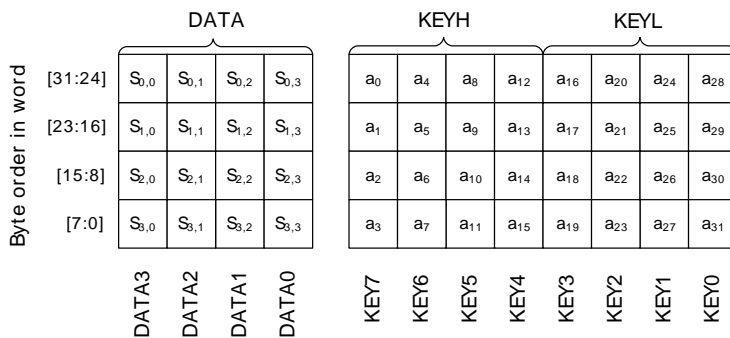 DATA KEYH KEYL
[31:24] S0,0 S0,1 S0,2 S0,3 a0 a4 a8 a12 a16 a20 a24 a28
[23:16] S1,0 S1,1 S1,2 S1,3 a1 a5 a9 a13 a17 a21 a25 a29
[15:8] S2,0 S2,1 S2,2 S2,3 a2 a6 a10 a14 a18 a22 a26 a30
[7:0] S3,0 S3,1 S3,2 S3,3 a3 a7 a11 a15 a19 a23 a27 a31
Byte order in word
DATA3 DATA2 DATA1 DATA0 KEY7 KEY6 KEY5 KEY4 KEY3 KEY2 KEY1 KEY0